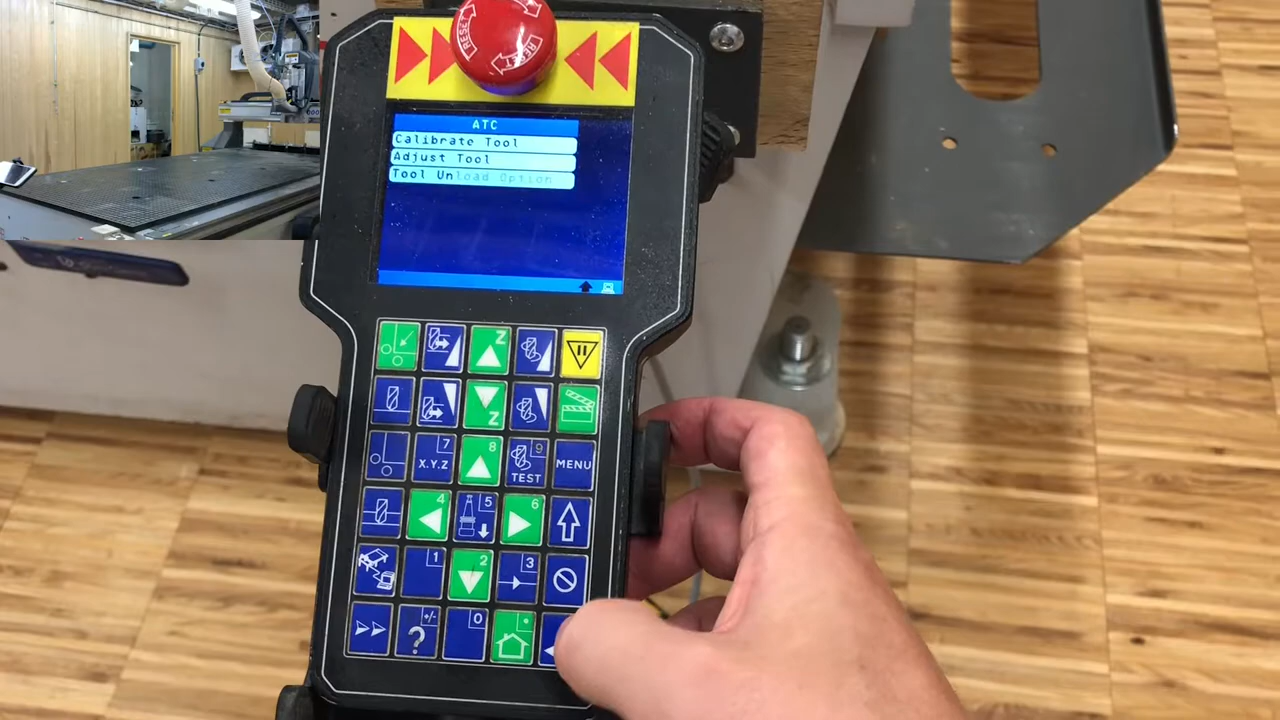 RESET
RESET
ATC
Calibrate Tool
Adjust Tool
Tool Unload Option
Z
Z
7
X.Y.Z
8
9
TEST
MENU
4
5
6
1
2
3
+/-
?
0